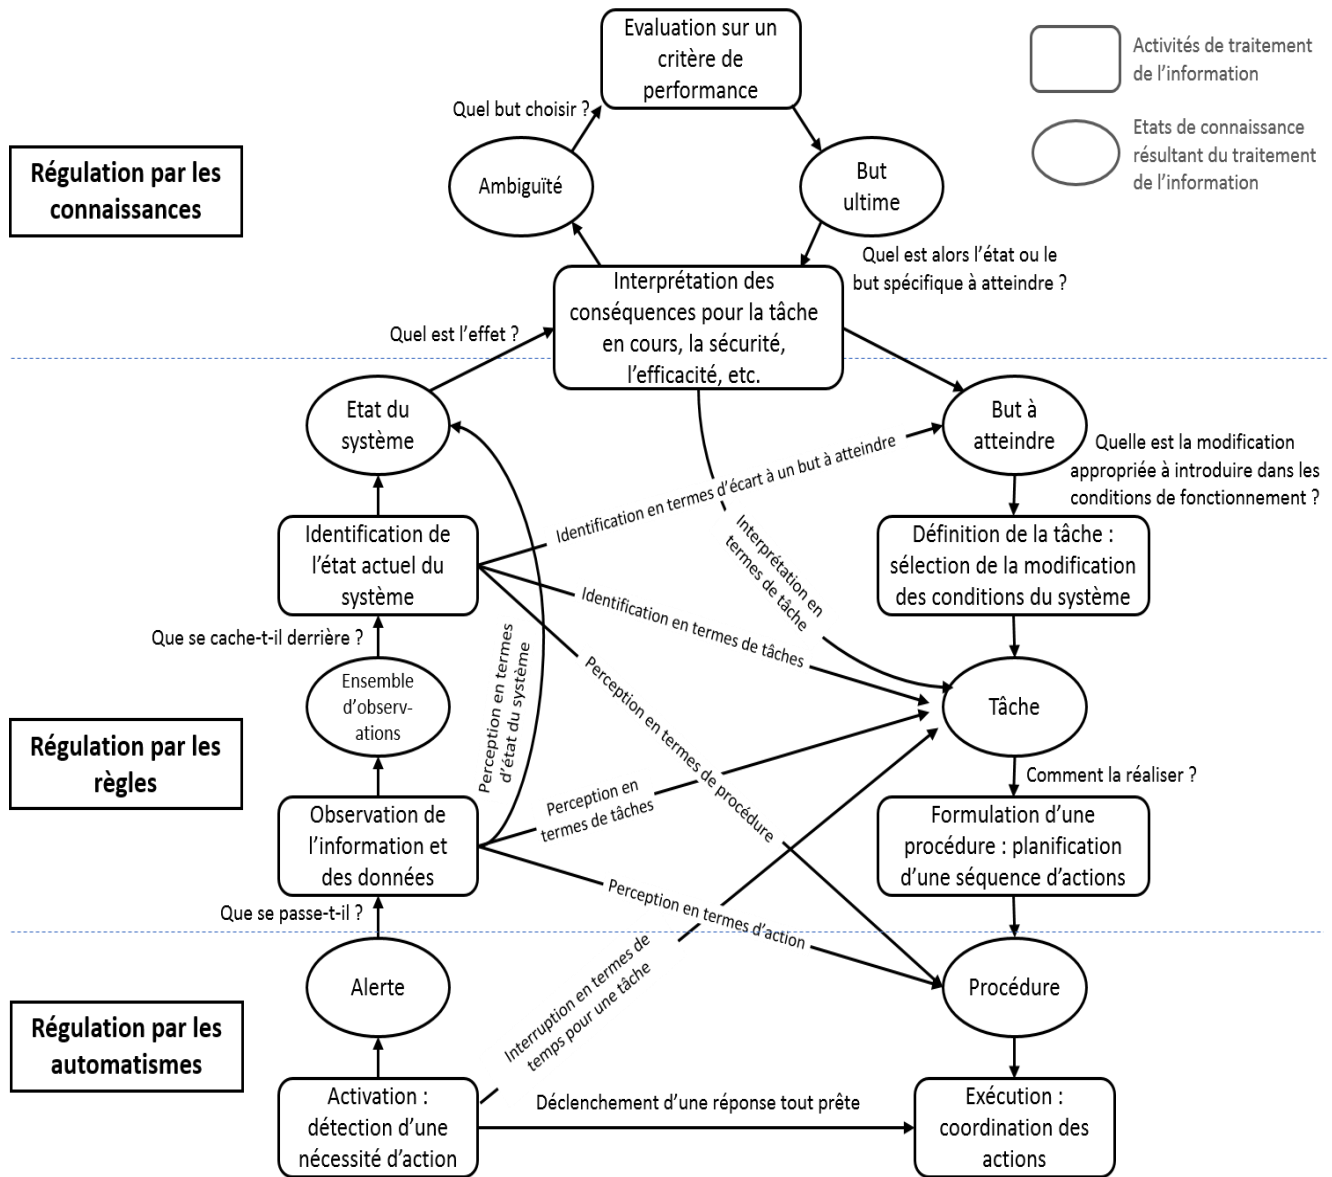 Evaluation sur un
critère de
performance
Activités de traitement
de l'information
Quel but choisir ?
Etats de connaissance
résultant du traitement
de l'information
Régulation par les
connaissances
Ambiguïté
But
ultime
Quel est alors l'état ou le
but spécifique à atteindre ?
Interprétation des
conséquences pour la tâche
en cours, la sécurité,
l'efficacité, etc.
Quel est l'effet ?
Etat du
système
But à
atteindre
Quelle est la modification
appropriée à introduire dans les
conditions de fonctionnement ?
Identification en termes d'écart à un but à atteindre
Interprétation en
termes de tâche
Identification de
l'état actuel du
système
Définition de la tâche :
sélection de la modification
des conditions du système
Identification en termes de tâches
Que se cache-t-il derrière ?
Perception en termes
d'état du système
Perception en termes de procédure
Ensemble
d'observ-
ations
Tâche
Régulation par les
règles
Comment la réaliser ?
Perception en
termes de tâches
Observation de
l'information et
des données
Formulation d'une
procédure : planification
d'une séquence d'actions
Perception en termes d'action
Que se passe-t-il ?
Alerte
Procédure
Interruption en termes de
temps pour une tâche
Régulation par les
automatismes
Activation :
détection d'une
nécessité d'action
Déclenchement d'une réponse tout prête
Exécution :
coordination des
actions